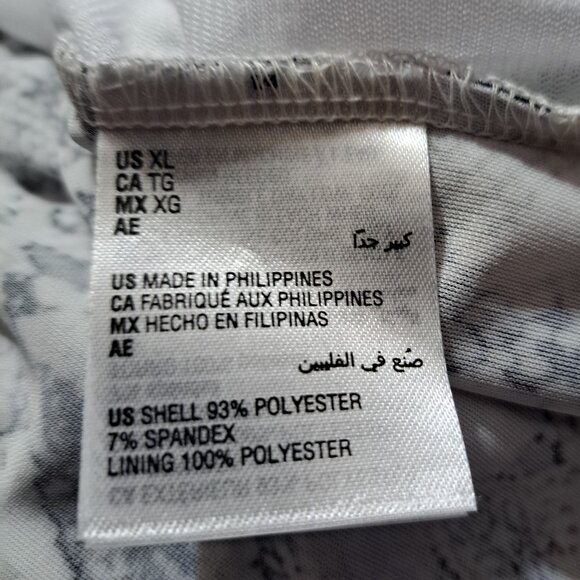 US XL
CA TG
MX XG
AE
كبير جدًا
US MADE IN PHILIPPINES
CA FABRIQUÉ AUX PHILIPPINES
MX HECHO EN FILIPINAS
AE
صُنع في الفلبين
US SHELL 93% POLYESTER
7% SPANDEX
LINING 100% POLYESTER